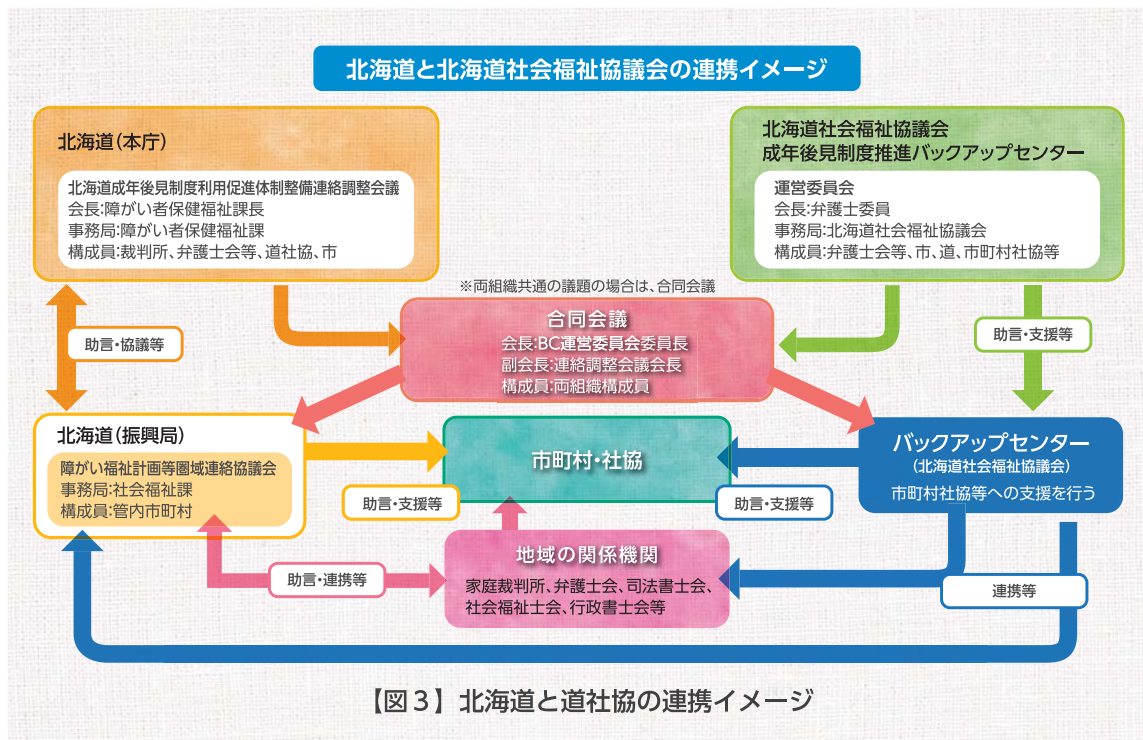 北海道と北海道社会福祉協議会の連携イメージ
北海道（本庁）
北海道成年後見制度利用促進体制整備連絡調整会議
会長：障がい者保健福祉課長
事務局：障がい者保健福祉課
構成員：裁判所、弁護士会等、道社協、市
北海道社会福祉協議会
成年後見制度推進バックアップセンター
運営委員会
会長：弁護士委員
事務局：北海道社会福祉協議会
構成員：弁護士会等、市、道、市町村社協等
※両組織共通の議題の場合は、合同会議
合同会議
会長：BC運営委員会委員長
副会長：連絡調整会議会長
構成員：両組織構成員
助言・協議等
助言・支援等
北海道（振興局）
障がい福祉計画等圏域連絡協議会
事務局：社会福祉課
構成員：管内市町村
市町村・社協
バックアップセンター
（北海道社会福祉協議会）
市町村社協等への支援を行う
助言・支援等
助言・支援等
地域の関係機関
家庭裁判所、弁護士会、司法書士会、
社会福祉士会、行政書士会等
助言・連携等
連携等
【図３】北海道と道社協の連携イメージ